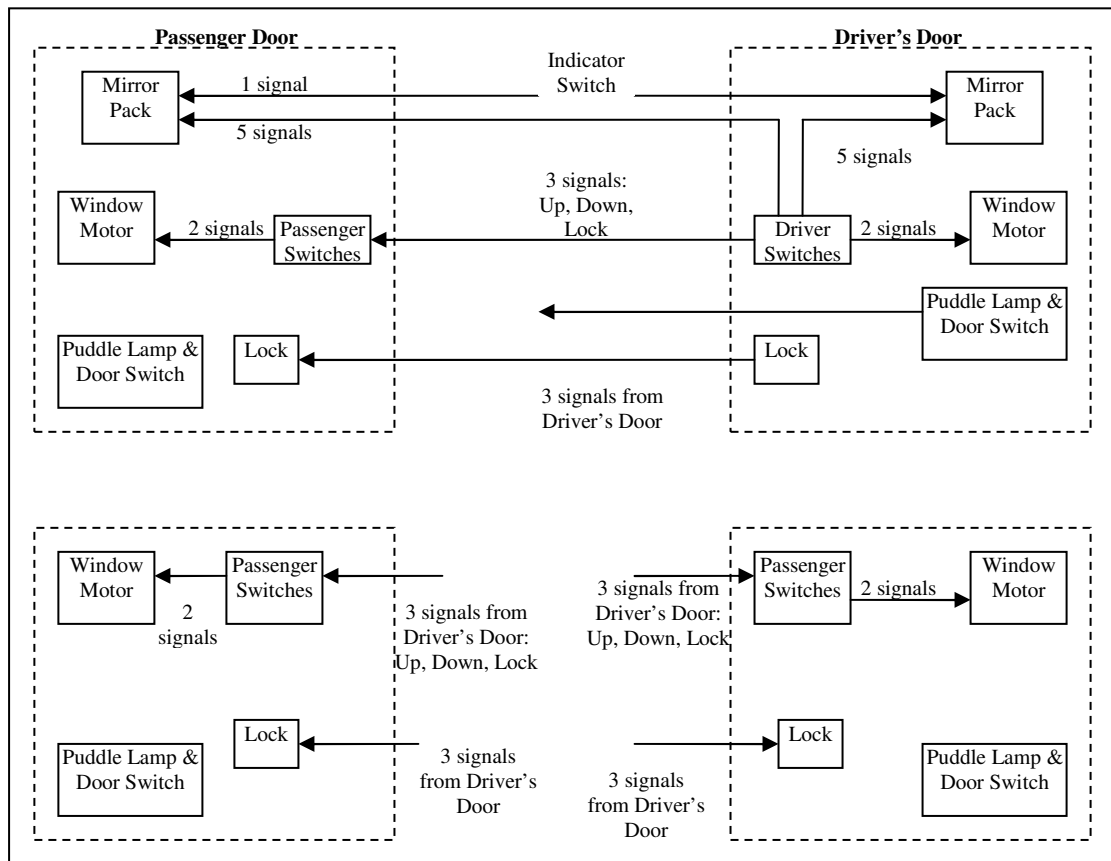 Passenger Door
Driver's Door
Mirror
Pack
1 signal
5 signals
Indicator
Switch
Mirror
Pack
5 signals
Window
Motor
2 signals
Passenger
Switches
3 signals:
Up, Down,
Lock
Driver
Switches
2 signals
Window
Motor
Puddle Lamp &
Door Switch
Puddle Lamp &
Door Switch
Lock
Lock
3 signals from
Driver's Door
Window
Motor
2
signals
Passenger
Switches
3 signals from
Driver's Door:
Up, Down, Lock
3 signals from
Driver's Door:
Up, Down, Lock
Passenger
Switches
2 signals
Window
Motor
Puddle Lamp &
Door Switch
Lock
3 signals
from Driver's
Door
3 signals
from Driver's
Door
Lock
Puddle Lamp &
Door Switch